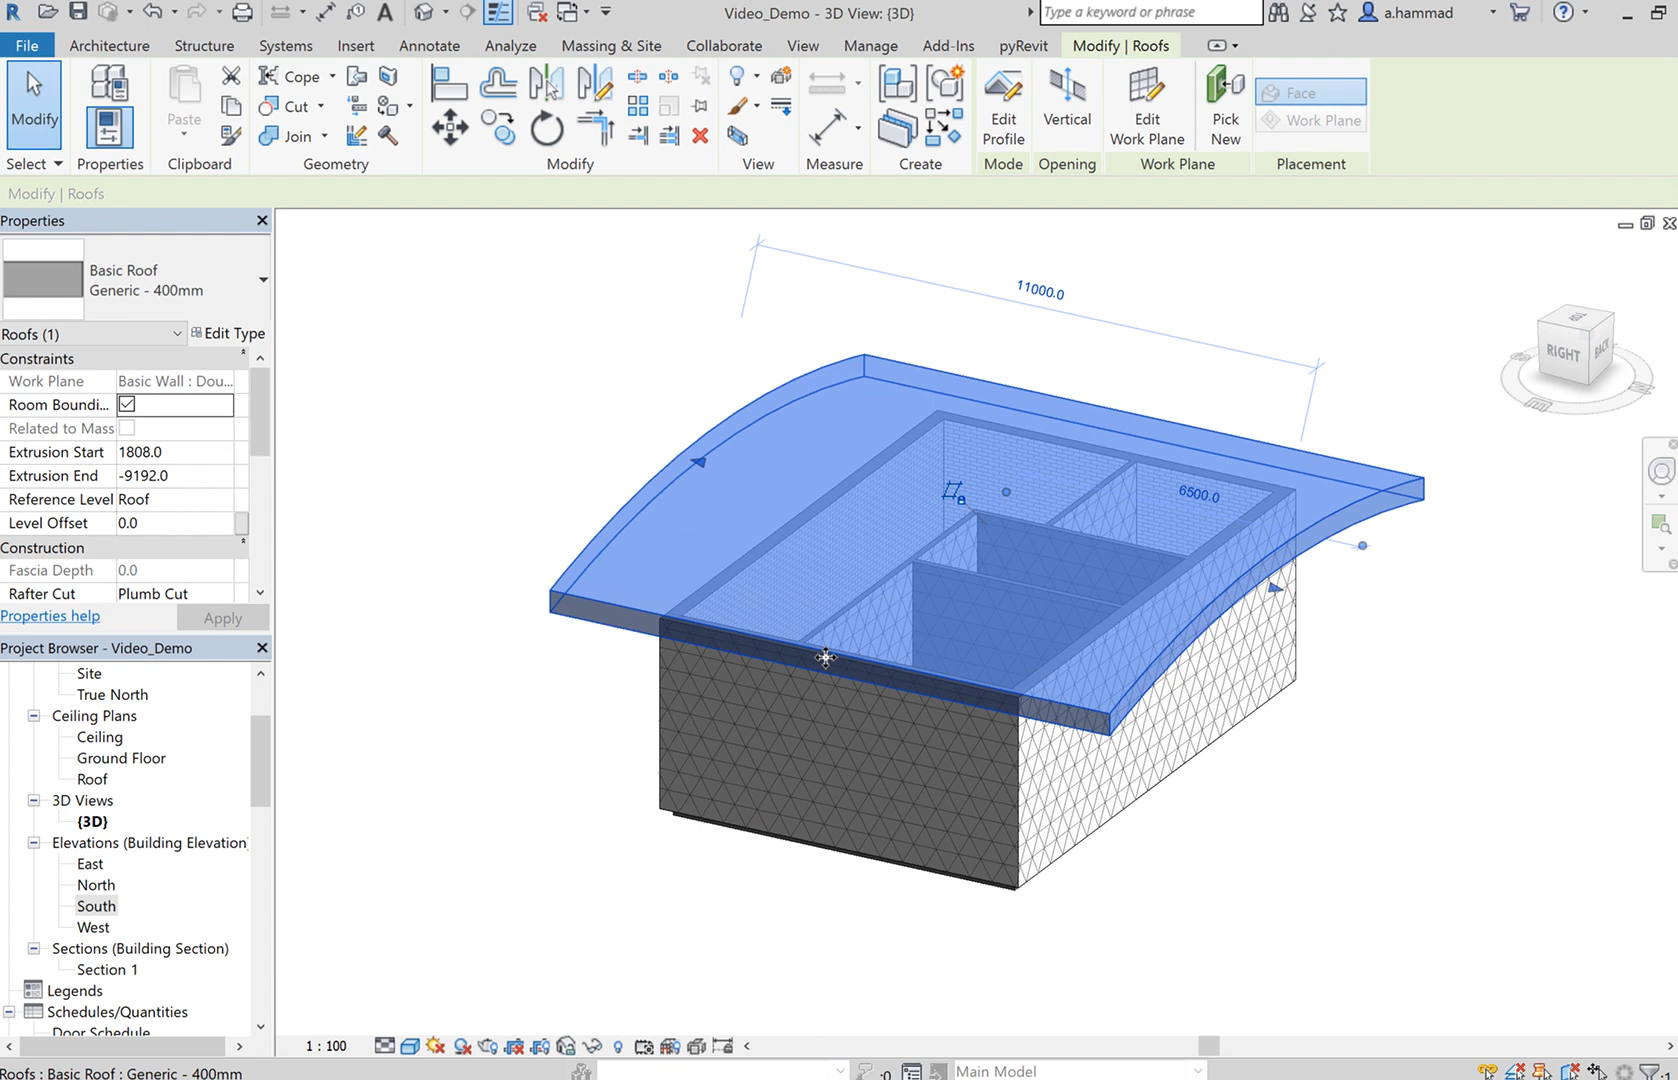 Video_Demo - 3D View: {3D}
Type a keyword or phrase
a.hammad
File Architecture Structure Systems Insert Annotate Analyze Massing & Site Collaborate View Manage Add-Ins pyRevit Modify | Roofs
Modify
Paste
Cope
Cut
Join
Edit Profile
Vertical
Edit Work Plane
Pick New
Face
Work Plane
Select Properties Clipboard Geometry Modify View Measure Create Mode Opening Work Plane Placement
Modify | Roofs
Properties
Basic Roof
Generic - 400mm
Roofs (1) Edit Type
Constraints
Work Plane Basic Wall : Dou...
Room Boundi...
Related to Mass
Extrusion Start 1808.0
Extrusion End -9192.0
Reference Level Roof
Level Offset 0.0
Construction
Fascia Depth 0.0
Rafter Cut Plumb Cut
Properties help Apply
Project Browser - Video_Demo
Site
True North
Ceiling Plans
Ceiling
Ground Floor
Roof
3D Views
{3D}
Elevations (Building Elevation)
East
North
South
West
Sections (Building Section)
Section 1
Legends
Schedules/Quantities
Door Schedule
11000.0
6500.0
TOP
RIGHT
BACK
1 : 100
Roofs : Basic Roof : Generic - 400mm
:0
Main Model
:1